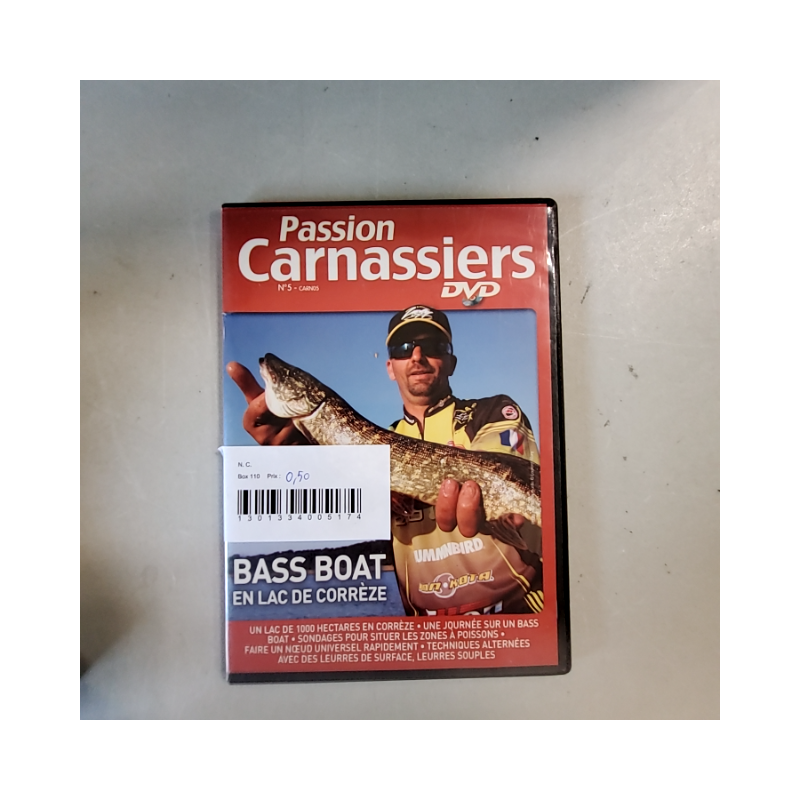 Passion
Carnassiers
N°5 - CARN05
DVD
N. C.
Box 110 Prix : 0,50
1301334005174
UMMINBIRD
BASS BOAT
EN LAC DE CORRÈZE
UN LAC DE 1000 HECTARES EN CORRÈZE • UNE JOURNÉE SUR UN BASS
BOAT • SONDAGES POUR SITUER LES ZONES À POISSONS •
FAIRE UN NŒUD UNIVERSEL RAPIDEMENT • TECHNIQUES ALTERNÉES
AVEC DES LEURRES DE SURFACE, LEURRES SOUPLES